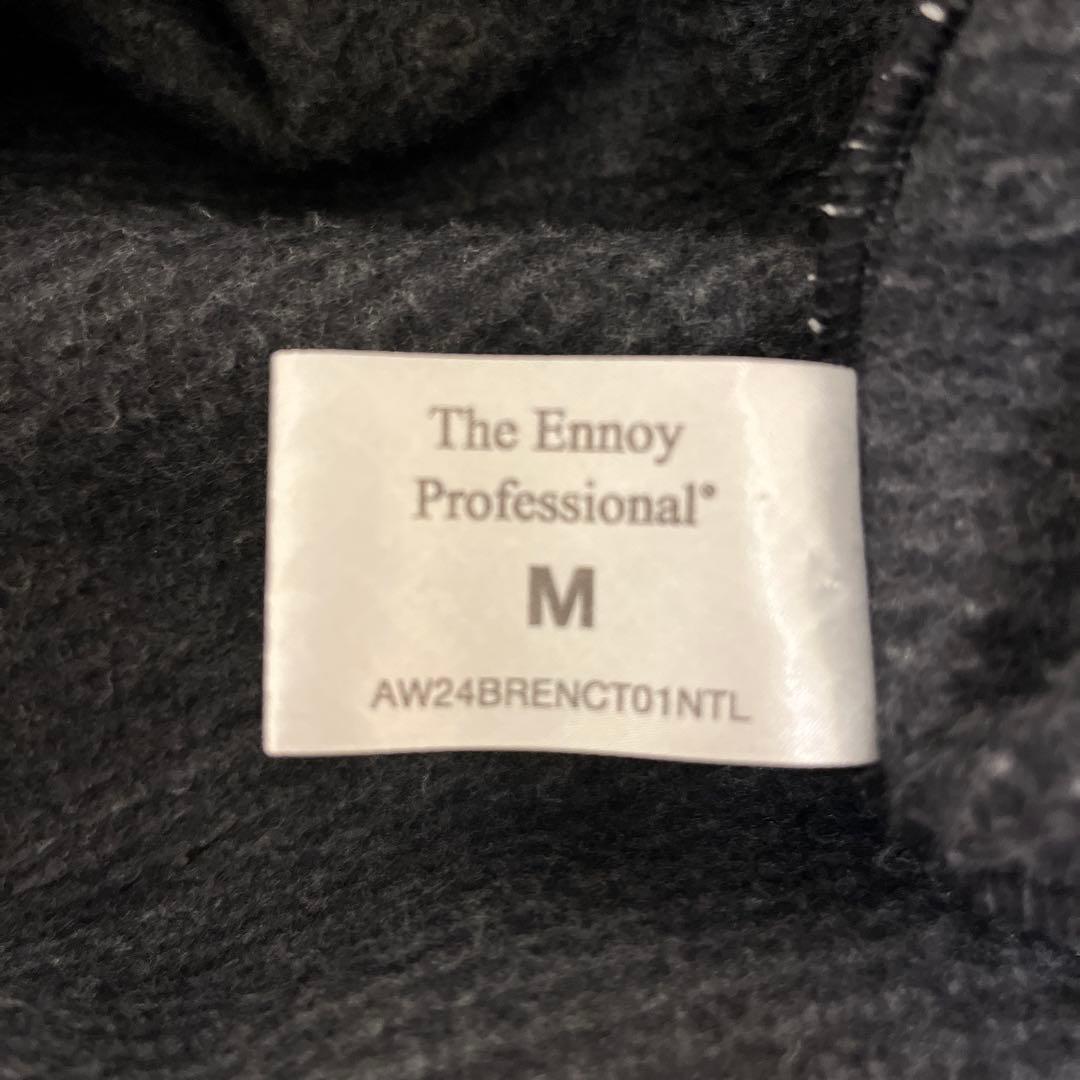 The Ennoy
Professional®
M
AW24BRENCT01NTL